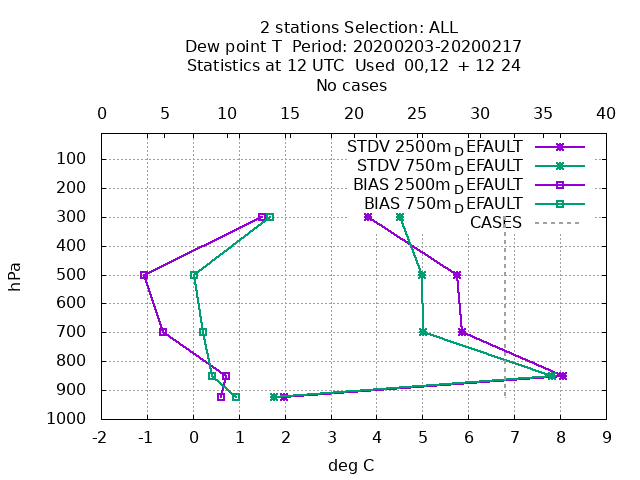 2 stations Selection: ALL
Dew point T  Period: 20200203-20200217
Statistics at 12 UTC  Used  00,12  + 12 24
No cases
0 5 10 15 20 25 30 35 40
STDV 2500m_DEFAULT
STDV 750m_DEFAULT
BIAS 2500m_DEFAULT
BIAS 750m_DEFAULT
CASES
hPa
100
200
300
400
500
600
700
800
900
1000
-2 -1 0 1 2 3 4 5 6 7 8 9
deg C